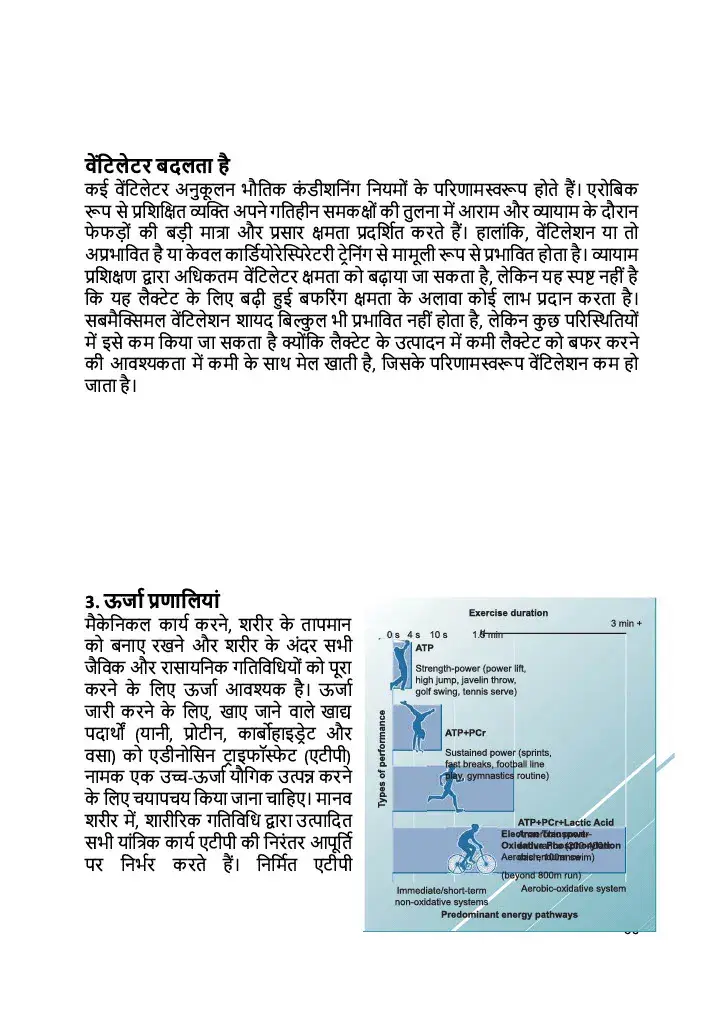 वेंटिलेटर बदलता है
कई वेंटिलेटर अनुकूलन भौतिक कंडीशनिंग नियमों के परिणामस्वरूप होते हैं। एरोबिक
रूप से प्रशिक्षित व्यक्ति अपने गतिहीन समकक्षों की तुलना में आराम और व्यायाम के दौरान
फेफड़ों की बड़ी मात्रा और प्रसार क्षमता प्रदर्शित करते हैं। हालांकि, वेंटिलेशन या तो
अप्रभावित है या केवल कार्डियोरेस्पिरेटरी ट्रेनिंग से मामूली रूप से प्रभावित होता है। व्यायाम
प्रशिक्षण द्वारा अधिकतम वेंटिलेटर क्षमता को बढ़ाया जा सकता है, लेकिन यह स्पष्ट नहीं है
कि यह लैक्टेट के लिए बढ़ी हुई बफरिंग क्षमता के अलावा कोई लाभ प्रदान करता है।
सबमैक्सिमल वेंटिलेशन शायद बिल्कुल भी प्रभावित नहीं होता है, लेकिन कुछ परिस्थितियों
में इसे कम किया जा सकता है क्योंकि लैक्टेट के उत्पादन में कमी लैक्टेट को बफर करने
की आवश्यकता में कमी के साथ मेल खाती है, जिसके परिणामस्वरूप वेंटिलेशन कम हो
जाता है।
3. ऊर्जा प्रणालियां
मैकेनिकल कार्य करने, शरीर के तापमान
को बनाए रखने और शरीर के अंदर सभी
जैविक और रासायनिक गतिविधियों को पूरा
करने के लिए ऊर्जा आवश्यक है। ऊर्जा
जारी करने के लिए, खाए जाने वाले खाद्य
पदार्थों (यानी, प्रोटीन, कार्बोहाइड्रेट और
वसा) को एडीनोसिन ट्राइफॉस्फेट (एटीपी)
नामक एक उच्च-ऊर्जा यौगिक उत्पन्न करने
के लिए चयापचय किया जाना चाहिए। मानव
शरीर में, शारीरिक गतिविधि द्वारा उत्पादित
सभी यांत्रिक कार्य एटीपी की निरंतर आपूर्ति
पर निर्भर करते हैं। निर्मित एटीपी
Exercise duration
3 min +
0 s 4 s 10 s 1.5 min
ATP
Strength-power (power lift,
high jump, javelin throw,
golf swing, tennis serve)
Types of performance
ATP+PCr
Sustained power (sprints,
fast breaks, football line
play, gymnastics routine)
ATP+PCr+Lactic Acid
Electron Transport-
Oxidative Phosphorylation
(beyond 800m run)
Immediate/short-term
non-oxidative systems
Aerobic-oxidative system
Predominant energy pathways